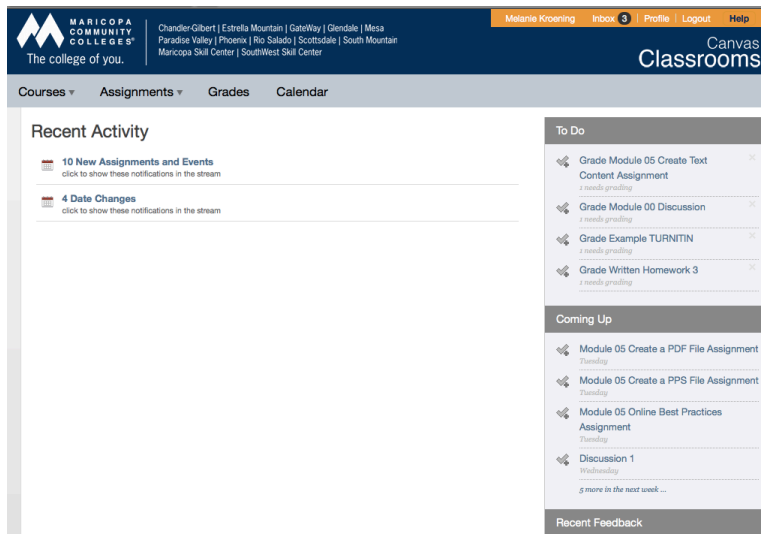 MARICOPA
COMMUNITY
COLLEGES®
The college of you.
Chandler-Gilbert | Estrella Mountain | GateWay | Glendale | Mesa
Paradise Valley | Phoenix | Rio Salado | Scottsdale | South Mountain
Maricopa Skill Center | SouthWest Skill Center
Melanie Kroening Inbox 3 | Profile | Logout Help
Canvas
Classrooms
Courses Assignments Grades Calendar
Recent Activity
10 New Assignments and Events
click to show these notifications in the stream
4 Date Changes
click to show these notifications in the stream
To Do
Grade Module 05 Create Text
Content Assignment
1 needs grading
Grade Module 00 Discussion
1 needs grading
Grade Example TURNITIN
1 needs grading
Grade Written Homework 3
1 needs grading
Coming Up
Module 05 Create a PDF File Assignment
Tuesday
Module 05 Create a PPS File Assignment
Tuesday
Module 05 Online Best Practices
Assignment
Tuesday
Discussion 1
Wednesday
5 more in the next week ...
Recent Feedback